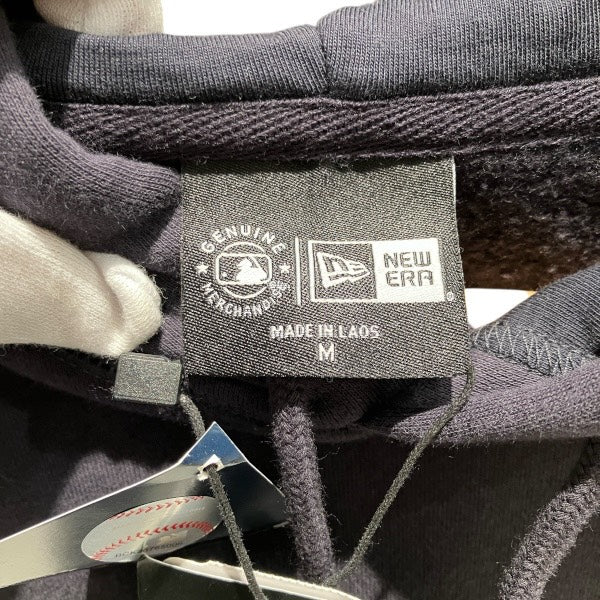 GENUINE
MERCHANDISE
NEW
ERA
MADE IN LAOS
M